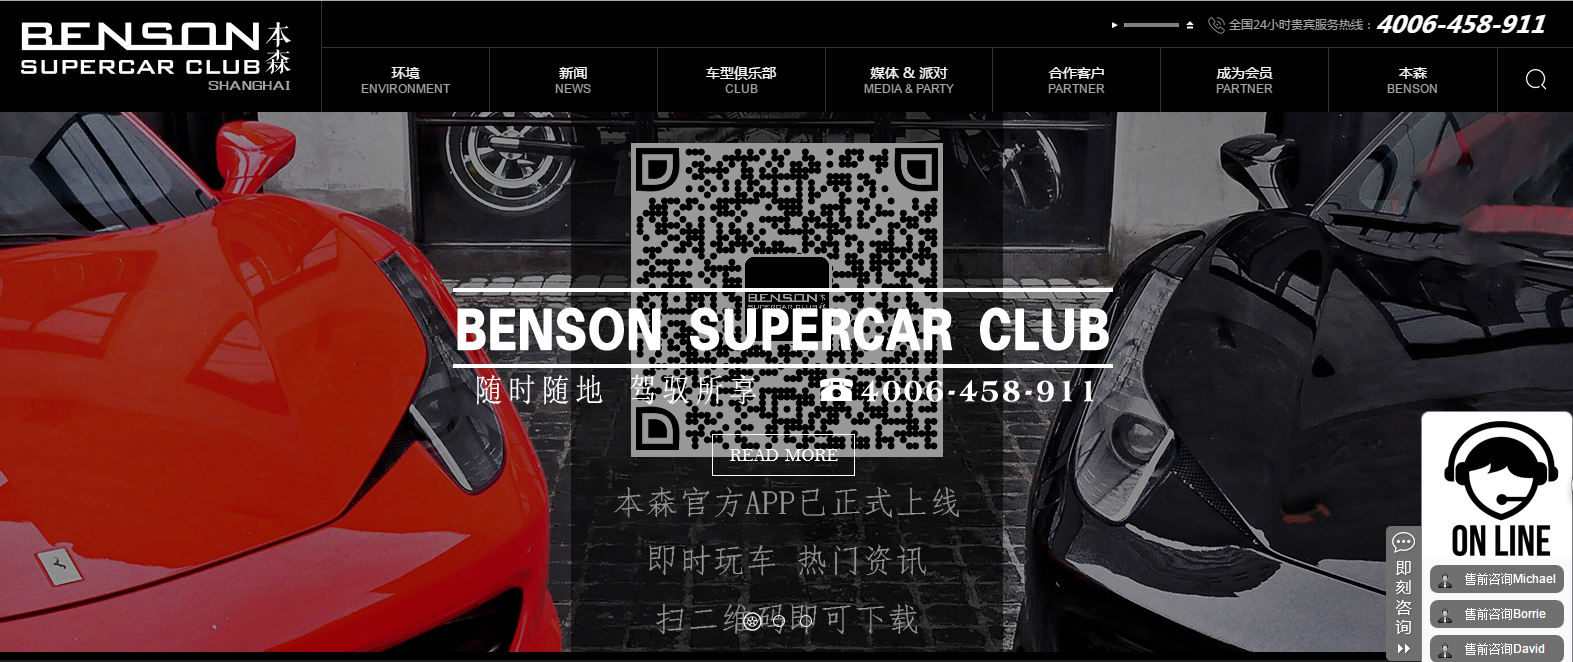 BENSON 本森
SUPERCAR CLUB
SHANGHAI
全国24小时贵宾服务热线：4006-458-911
环境
ENVIRONMENT
新闻
NEWS
车型俱乐部
CLUB
媒体 & 派对
MEDIA & PARTY
合作客户
PARTNER
成为会员
PARTNER
本森
BENSON
BENSON 本森
SUPERCAR CLUB
BENSON SUPERCAR CLUB
随时随地 驾驭所享 ☎4006-458-911
READ MORE
本森官方APP已正式上线
即时玩车 热门资讯
扫二维码即可下载
ON LINE
即刻咨询
售前咨询Michael
售前咨询Borrie
售前咨询David